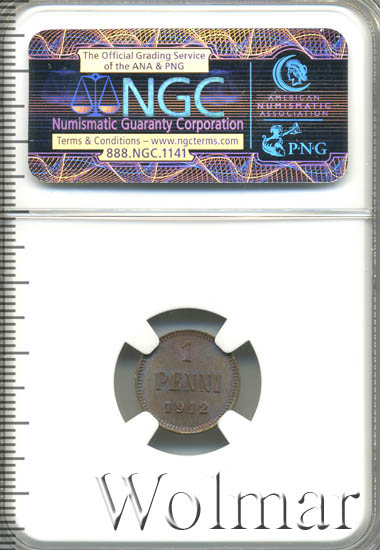 The Official Grading Service
of the ANA & PNG
NGC
Numismatic Guaranty Corporation
Terms & Conditions – www.ngcterms.com
888.NGC.1141
AMERICAN
NUMISMATIC
ASSOCIATION
P·N·G
1
PENNI
1912
Wolmar